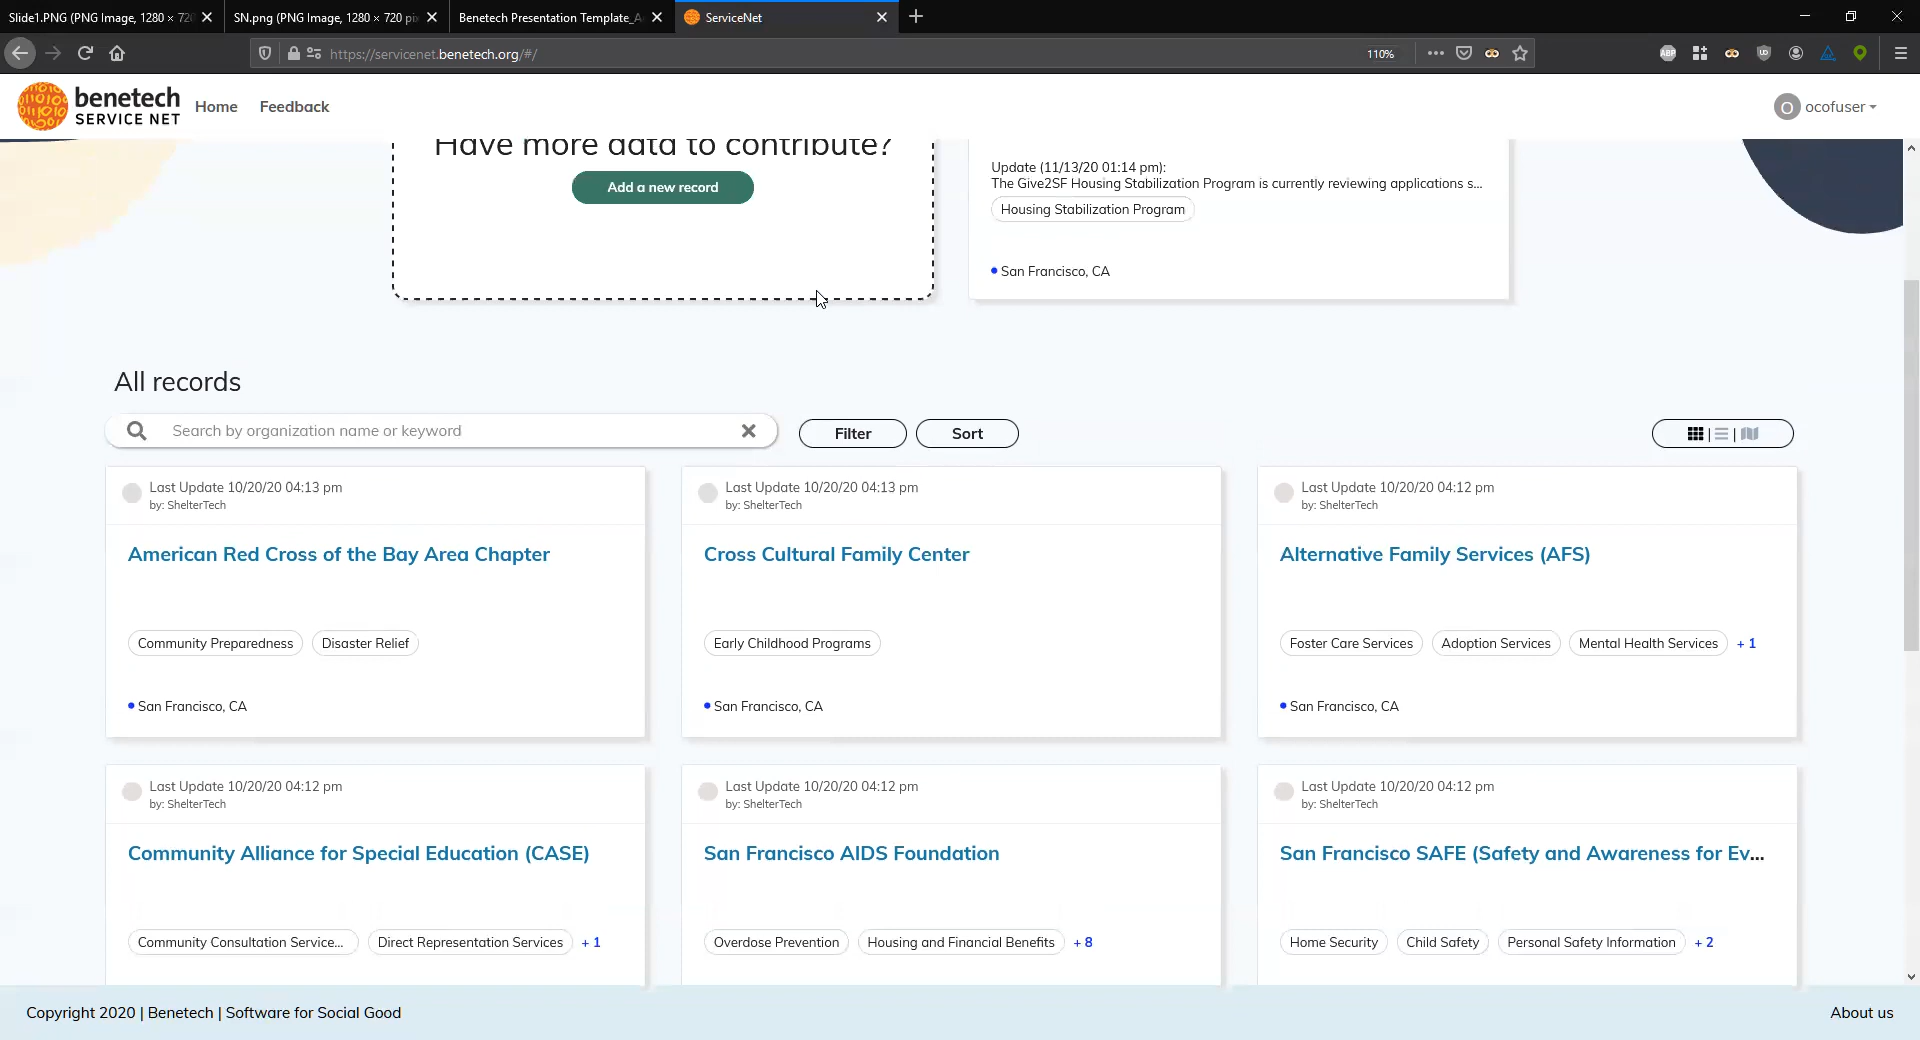 Slide1.PNG (PNG Image, 1280 × 720
SN.png (PNG Image, 1280 × 720 pi
Benetech Presentation Template_A
ServiceNet
https://servicenet.benetech.org/#/
110%
ABP
benetech
SERVICE NET
Home
Feedback
O
ocofuser
Have more data to contribute?
Add a new record
Update (11/13/20 01:14 pm):
The Give2SF Housing Stabilization Program is currently reviewing applications s...
Housing Stabilization Program
San Francisco, CA
All records
Search by organization name or keyword
Filter
Sort
Last Update 10/20/20 04:13 pm
by: ShelterTech
American Red Cross of the Bay Area Chapter
Community Preparedness
Disaster Relief
San Francisco, CA
Last Update 10/20/20 04:13 pm
by: ShelterTech
Cross Cultural Family Center
Early Childhood Programs
San Francisco, CA
Last Update 10/20/20 04:12 pm
by: ShelterTech
Alternative Family Services (AFS)
Foster Care Services
Adoption Services
Mental Health Services
+ 1
San Francisco, CA
Last Update 10/20/20 04:12 pm
by: ShelterTech
Community Alliance for Special Education (CASE)
Community Consultation Service...
Direct Representation Services
+ 1
Last Update 10/20/20 04:12 pm
by: ShelterTech
San Francisco AIDS Foundation
Overdose Prevention
Housing and Financial Benefits
+ 8
Last Update 10/20/20 04:12 pm
by: ShelterTech
San Francisco SAFE (Safety and Awareness for Ev...
Home Security
Child Safety
Personal Safety Information
+ 2
Copyright 2020 | Benetech | Software for Social Good
About us